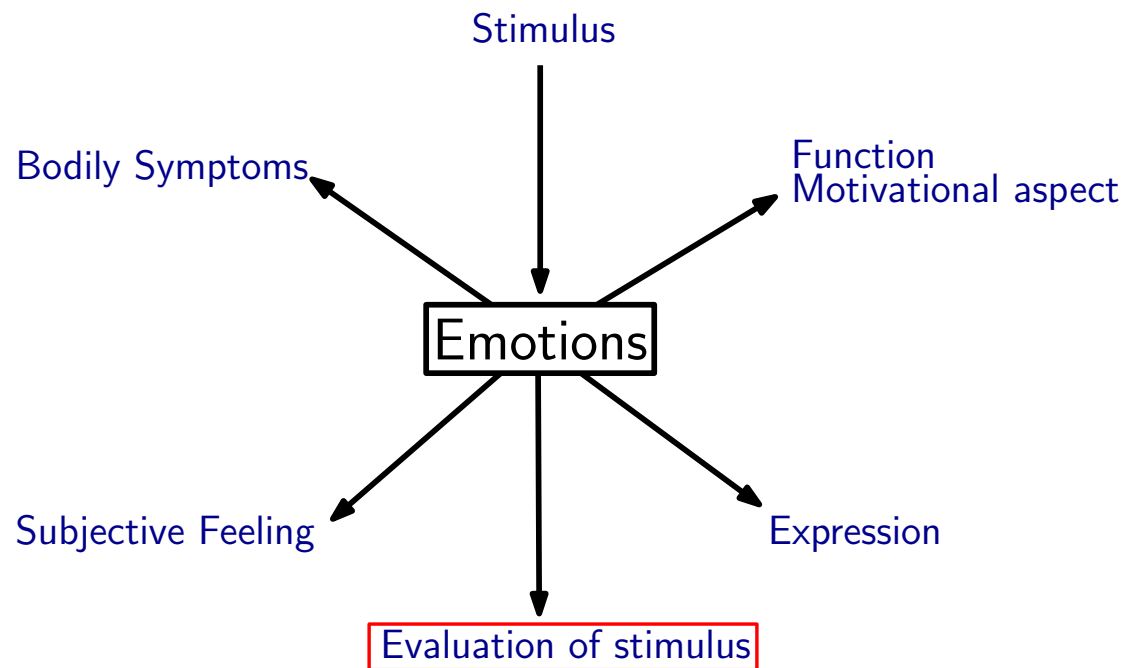 Stimulus
Bodily Symptoms
Function
Motivational aspect
Emotions
Subjective Feeling
Expression
Evaluation of stimulus